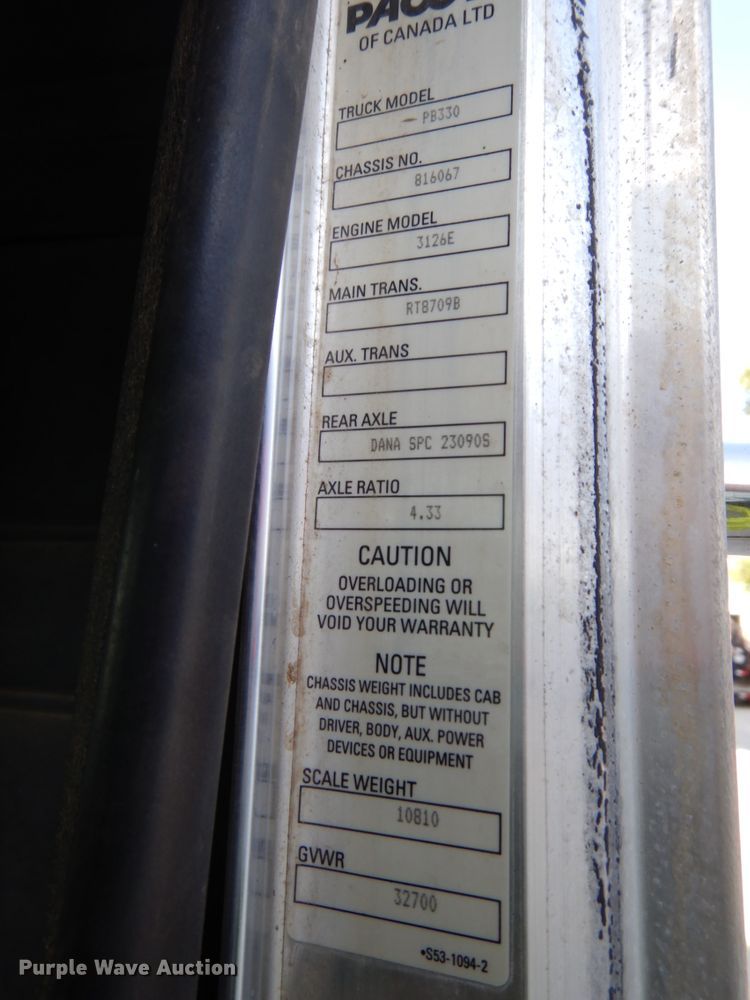 OF CANADA LTD
TRUCK MODEL
PB330
CHASSIS NO.
816067
ENGINE MODEL
3126E
MAIN TRANS.
RT8709B
AUX. TRANS
REAR AXLE
DANA SPC 23090S
AXLE RATIO
4.33
CAUTION
OVERLOADING OR
OVERSPEEDING WILL
VOID YOUR WARRANTY
NOTE
CHASSIS WEIGHT INCLUDES CAB
AND CHASSIS, BUT WITHOUT
DRIVER, BODY, AUX. POWER
DEVICES OR EQUIPMENT
SCALE WEIGHT
10810
GVWR
32700
•S53-1094-2
Purple Wave Auction